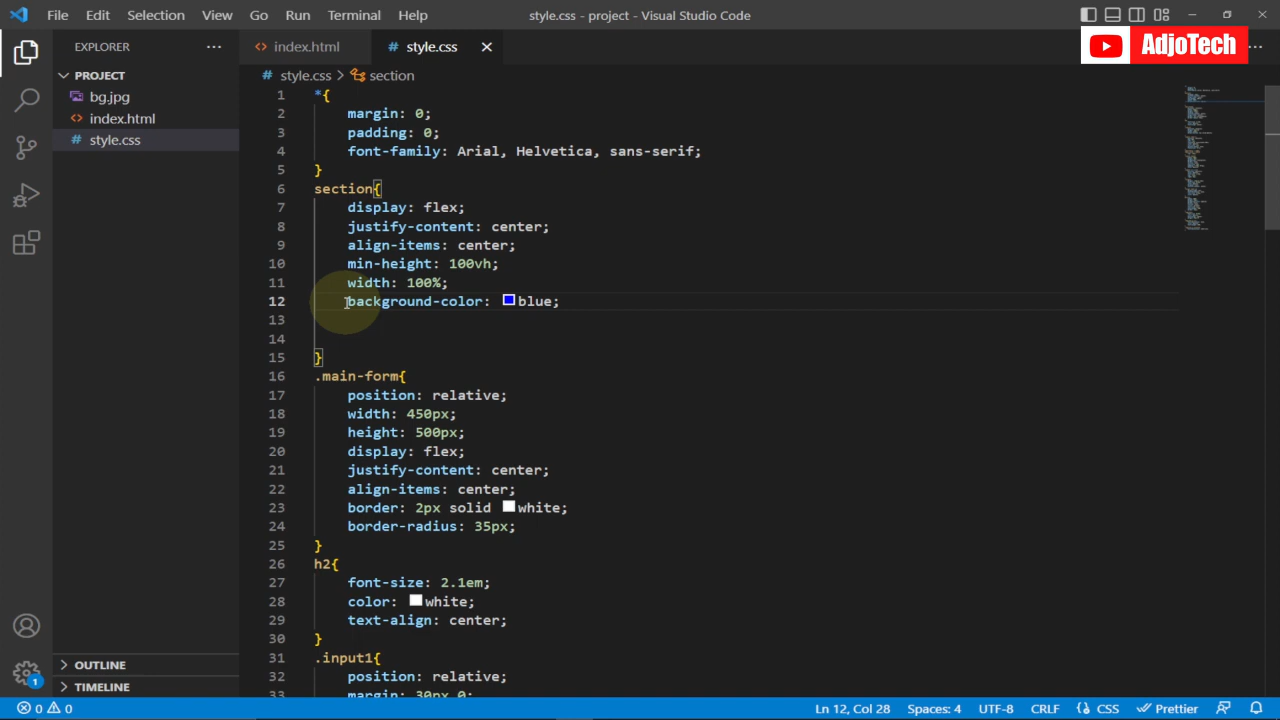 File Edit Selection View Go Run Terminal Help style.css - project - Visual Studio Code
EXPLORER
PROJECT
bg.jpg
index.html
style.css
OUTLINE
TIMELINE
index.html style.css
AdjoTech
style.css > section
1 *{
2 margin: 0;
3 padding: 0;
4 font-family: Arial, Helvetica, sans-serif;
5 }
6 section{
7 display: flex;
8 justify-content: center;
9 align-items: center;
10 min-height: 100vh;
11 width: 100%;
12 background-color: blue;
13
14
15 }
16 .main-form{
17 position: relative;
18 width: 450px;
19 height: 500px;
20 display: flex;
21 justify-content: center;
22 align-items: center;
23 border: 2px solid white;
24 border-radius: 35px;
25 }
26 h2{
27 font-size: 2.1em;
28 color: white;
29 text-align: center;
30 }
31 .input1{
32 position: relative;
33 margin: 30px 0;
1
0 0 Ln 12, Col 28 Spaces: 4 UTF-8 CRLF CSS Prettier